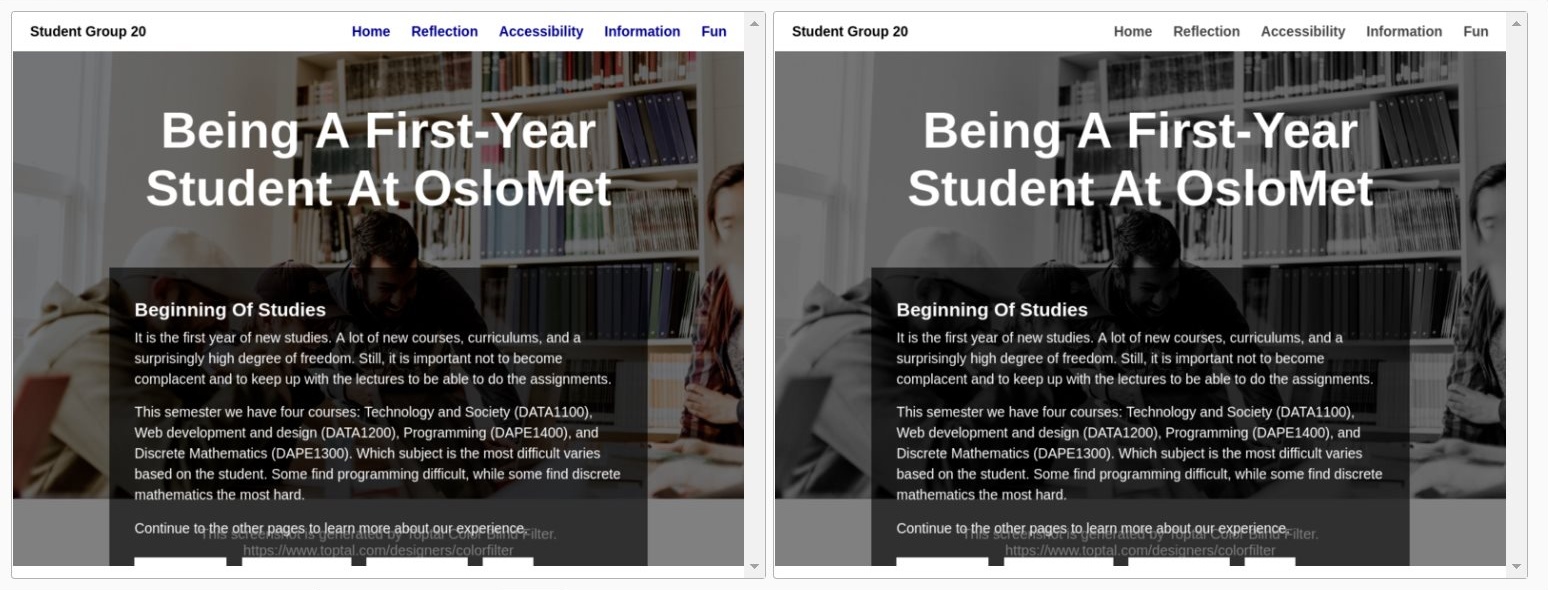 Student Group 20
Home Reflection Accessibility Information Fun
Being A First-Year
Student At OsloMet
Beginning Of Studies
It is the first year of new studies. A lot of new courses, curriculums, and a
surprisingly high degree of freedom. Still, it is important not to become
complacent and to keep up with the lectures to be able to do the assignments.
This semester we have four courses: Technology and Society (DATA1100),
Web development and design (DATA1200), Programming (DAPE1400), and
Discrete Mathematics (DAPE1300). Which subject is the most difficult varies
based on the student. Some find programming difficult, while some find discrete
mathematics the most hard.
Continue to the other pages to learn more about our experience.
This screenshot is generated by Toptal Color Blind Filter.
https://www.toptal.com/designers/colorfilter
Student Group 20
Home Reflection Accessibility Information Fun
Being A First-Year
Student At OsloMet
Beginning Of Studies
It is the first year of new studies. A lot of new courses, curriculums, and a
surprisingly high degree of freedom. Still, it is important not to become
complacent and to keep up with the lectures to be able to do the assignments.
This semester we have four courses: Technology and Society (DATA1100),
Web development and design (DATA1200), Programming (DAPE1400), and
Discrete Mathematics (DAPE1300). Which subject is the most difficult varies
based on the student. Some find programming difficult, while some find discrete
mathematics the most hard.
Continue to the other pages to learn more about our experience.
This screenshot is generated by Toptal Color Blind Filter.
https://www.toptal.com/designers/colorfilter